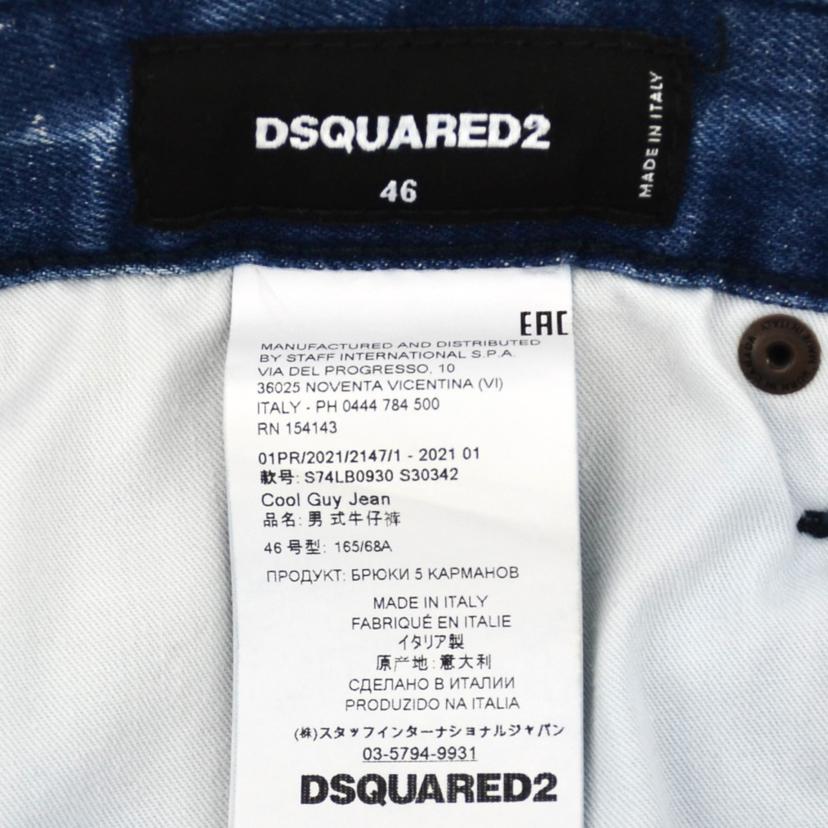 DSQUARED2
46
MADE IN ITALY
EAC
MANUFACTURED AND DISTRIBUTED
BY STAFF INTERNATIONAL S.P.A.
VIA DEL PROGRESSO, 10
36025 NOVENTA VICENTINA (VI)
ITALY - PH 0444 784 500
RN 154143
01PR/2021/2147/1 - 2021 01
款号: S74LB0930 S30342
Cool Guy Jean
品名: 男式牛仔裤
46 号型: 165/68A
ПРОДУКТ: БРЮКИ 5 КАРМАНОВ
MADE IN ITALY
FABRIQUÉ EN ITALIE
イタリア製
原产地:意大利
СДЕЛАНО В ИТАЛИИ
PRODUZIDO NA ITALIA
(株)スタッフインターナショナルジャパン
03-5794-9931
DSQUARED2